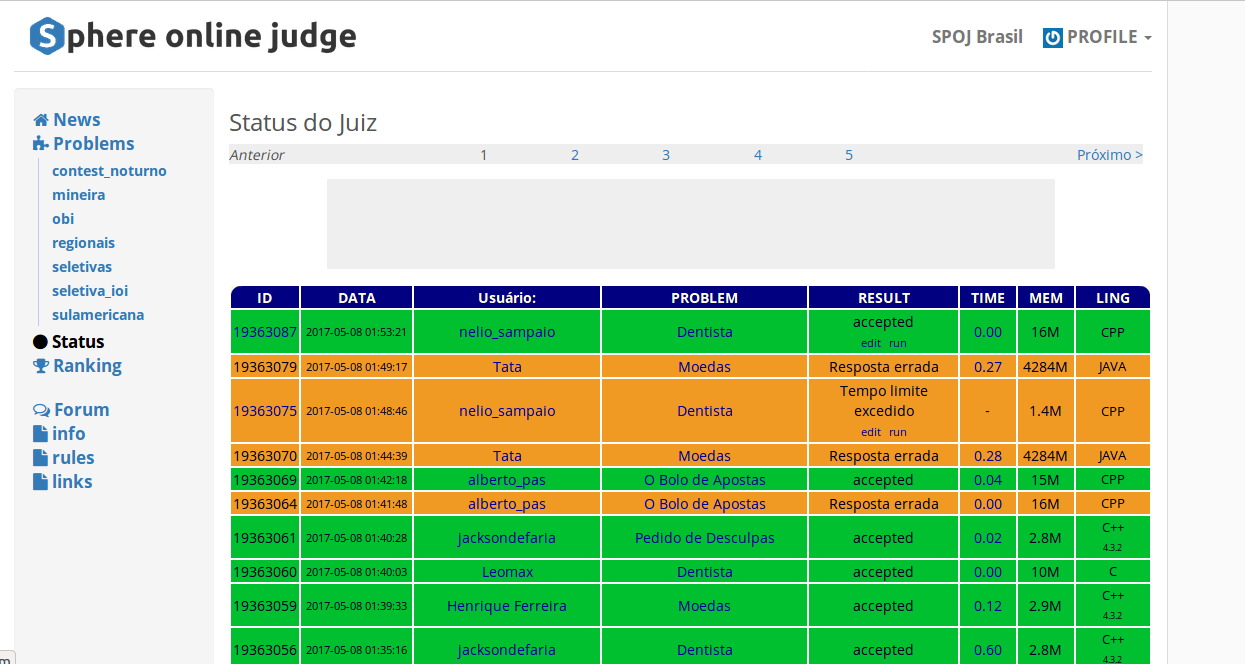 Sphere online judge
SPOJ Brasil PROFILE
News
Problems
contest_noturno
mineira
obi
regionais
seletivas
seletiva_ioi
sulamericana
Status
Ranking
Forum
info
rules
links
Status do Juiz
Anterior 1 2 3 4 5 Próximo >
ID DATA Usuário: PROBLEM RESULT TIME MEM LING
19363087 2017-05-08 01:53:21 nelio_sampaio Dentista accepted 0.00 16M CPP
edit run
19363079 2017-05-08 01:49:17 Tata Moedas Resposta errada 0.27 4284M JAVA
19363075 2017-05-08 01:48:46 nelio_sampaio Dentista Tempo limite - 1.4M CPP
excedido
edit run
19363070 2017-05-08 01:44:39 Tata Moedas Resposta errada 0.28 4284M JAVA
19363069 2017-05-08 01:42:18 alberto_pas O Bolo de Apostas accepted 0.04 15M CPP
19363064 2017-05-08 01:41:48 alberto_pas O Bolo de Apostas Resposta errada 0.00 16M CPP
19363061 2017-05-08 01:40:28 jacksondefaria Pedido de Desculpas accepted 0.02 2.8M C++
4.3.2
19363060 2017-05-08 01:40:03 Leomax Dentista accepted 0.00 10M C
19363059 2017-05-08 01:39:33 Henrique Ferreira Moedas accepted 0.12 2.9M C++
4.3.2
19363056 2017-05-08 01:35:16 jacksondefaria Dentista accepted 0.60 2.8M C++
4.3.2